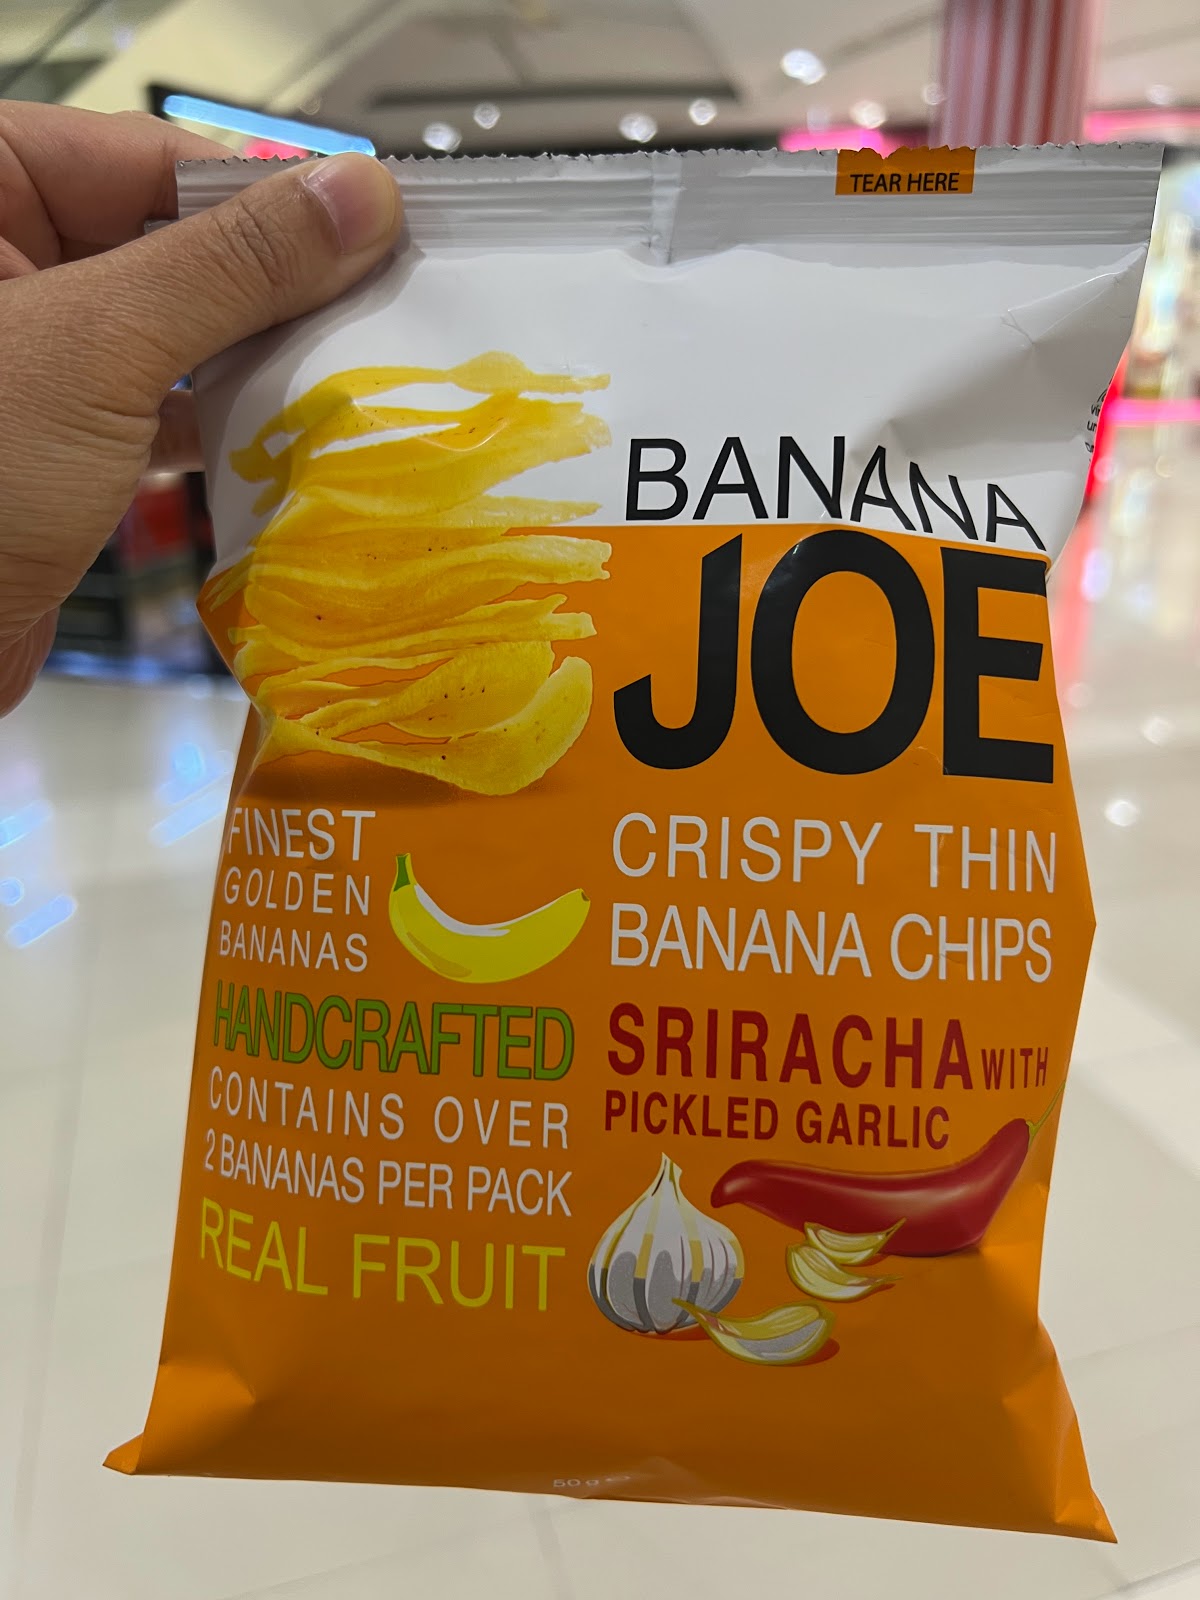 TEAR HERE
BANANA
JOE
FINEST
GOLDEN
BANANAS
HANDCRAFTED
CONTAINS OVER
2 BANANAS PER PACK
REAL FRUIT
CRISPY THIN
BANANA CHIPS
SRIRACHA WITH
PICKLED GARLIC
50 g